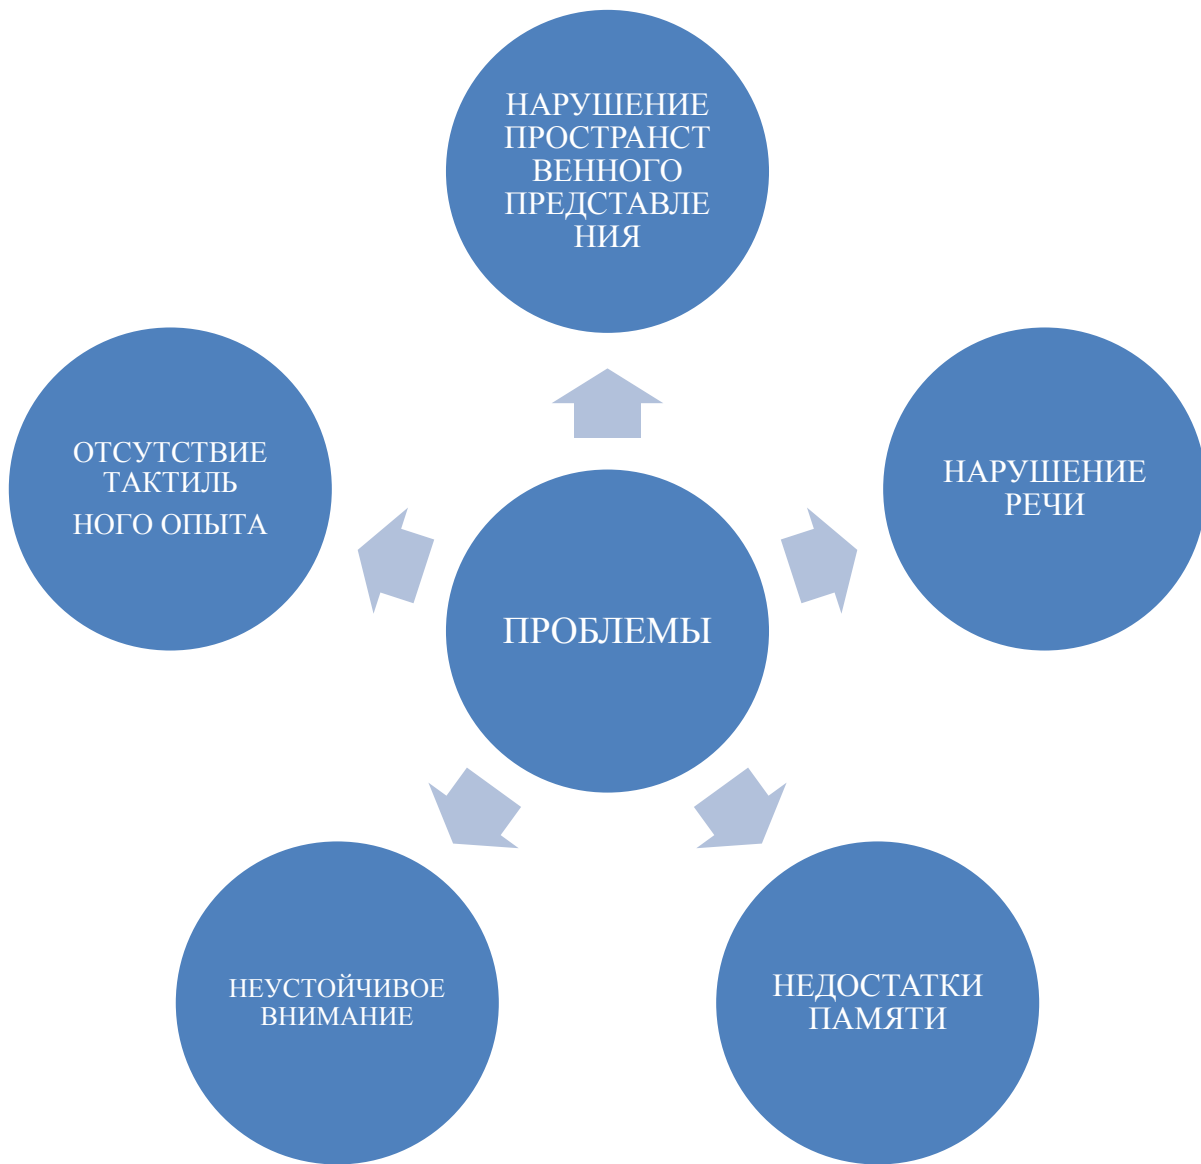 НАРУШЕНИЕ
ПРОСТРАНСТ
ВЕННОГО
ПРЕДСТАВЛЕ
НИЯ
ОТСУТСТВИЕ
ТАКТИЛЬ
НОГО ОПЫТА
НАРУШЕНИЕ
РЕЧИ
ПРОБЛЕМЫ
НЕУСТОЙЧИВОЕ
ВНИМАНИЕ
НЕДОСТАТКИ
ПАМЯТИ